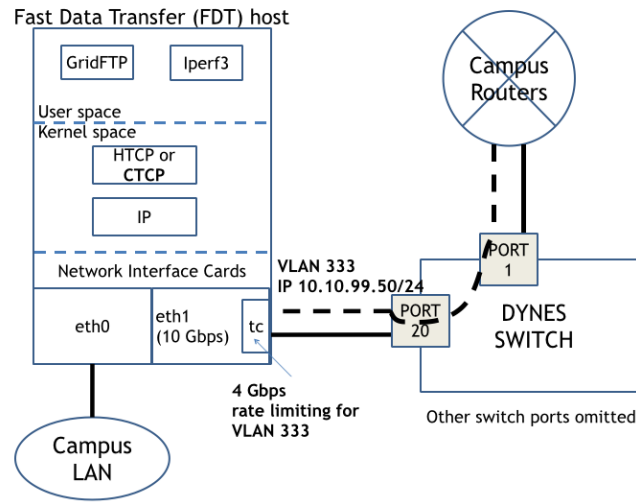 Fast Data Transfer (FDT) host
GridFTP
Iperf3
User space
Kernel space
HTCP or
CTCP
IP
Network Interface Cards
eth0
eth1
(10 Gbps)
tc
4 Gbps
rate limiting for
VLAN 333
Campus
LAN
VLAN 333
IP 10.10.99.50/24
Campus
Routers
PORT
1
PORT
20
DYNES
SWITCH
Other switch ports omitted